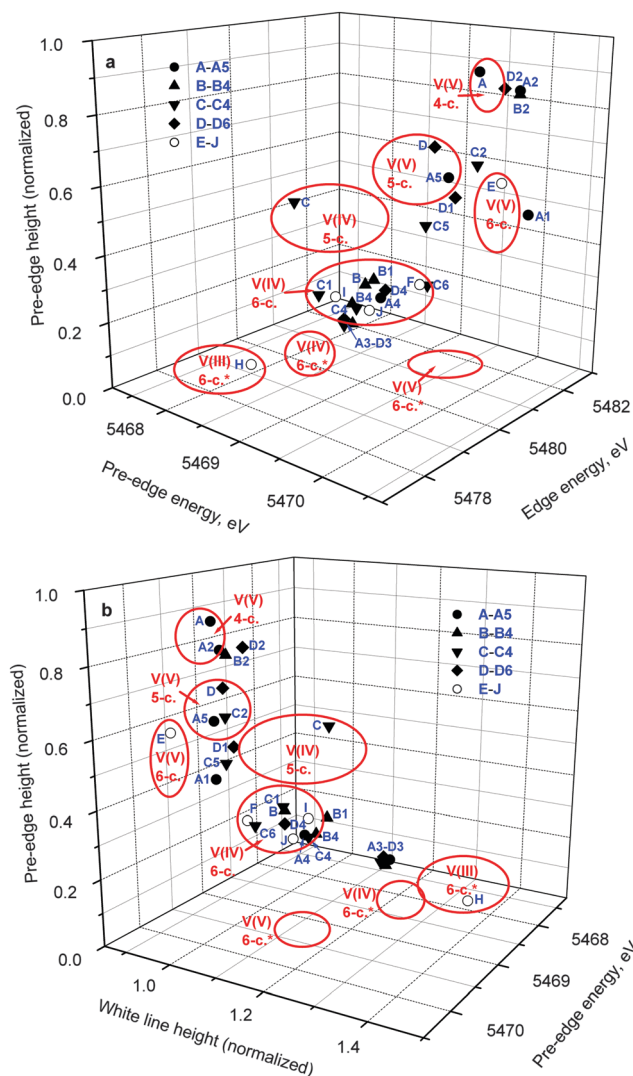 1.0
a
A-A5
B-B4
C-C4
D-D6
E-J
0.8
0.6
0.4
0.2
0.0
Pre-edge height (normalized)
V(V)
4-c.
A
D2
A2
B2
V(V)
5-c.
D
A5
D1
C5
C2
E
V(V)
6-c.
A1
C
V(IV)
5-c.
V(IV)
6-c.
C1
I
B
B1
B4
D4
A4
C4
J
F
C6
A3-D3
V(III)
6-c.*
H
V(IV)
6-c.*
V(V)
6-c.*
5468
5469
5470
Pre-edge energy, eV
5478
5480
5482
Edge energy, eV
1.0
b
A-A5
B-B4
C-C4
D-D6
E-J
0.8
0.6
0.4
0.2
0.0
Pre-edge height (normalized)
V(V)
4-c.
A
A2
D2
B2
V(V)
5-c.
D
A5
C2
E
V(V)
6-c.
D1
C5
A1
C
V(IV)
5-c.
C1
B
F
C6
D4
I
B1
J
B4
A4
C4
V(IV)
6-c.
A3-D3
V(III)
6-c.*
H
V(IV)
6-c.*
V(V)
6-c.*
1.0
1.2
1.4
White line height (normalized)
5468
5469
5470
Pre-edge energy, eV